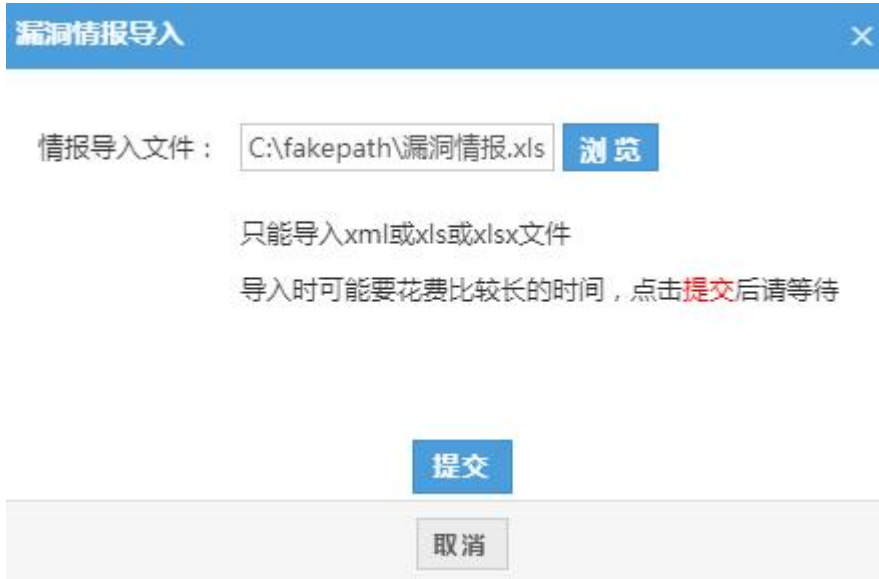 漏洞情报导入
情报导入文件： C:\fakepath\漏洞情报.xls 浏览
只能导入xml或xls或xlsx文件
导入时可能要花费比较长的时间，点击提交后请等待
提交
取消